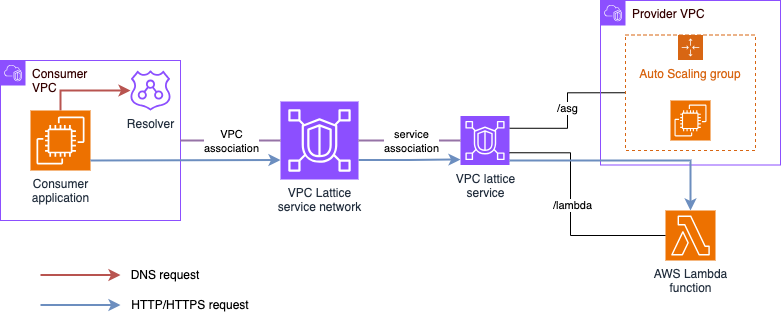 Provider VPC
Auto Scaling group
Consumer
VPC
Resolver
Consumer
application
VPC
association
VPC Lattice
service network
service
association
VPC lattice
service
/asg
/lambda
AWS Lambda
function
DNS request
HTTP/HTTPS request